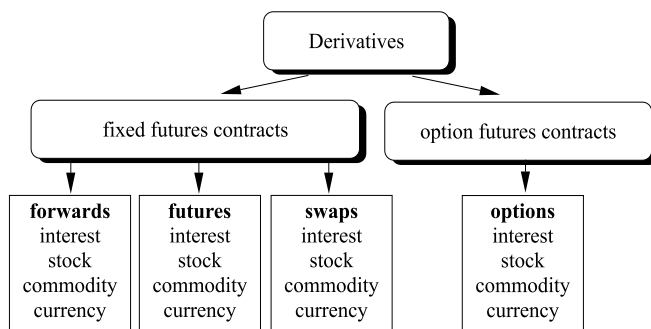 Derivatives
fixed futures contracts
option futures contracts
forwards
interest
stock
commodity
currency
futures
interest
stock
commodity
currency
swaps
interest
stock
commodity
currency
options
interest
stock
commodity
currency